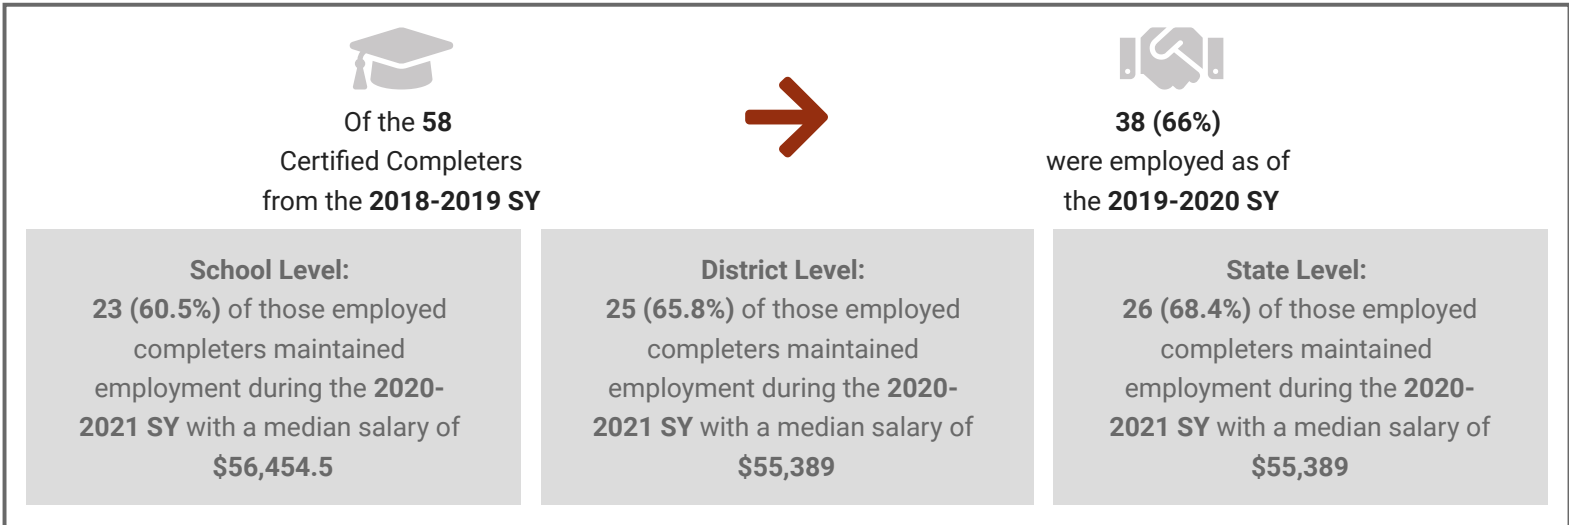 Of the 58
Certified Completers
from the 2018-2019 SY
38 (66%)
were employed as of
the 2019-2020 SY
School Level:
23 (60.5%) of those employed
completers maintained
employment during the 2020-
2021 SY with a median salary of
$56,454.5
District Level:
25 (65.8%) of those employed
completers maintained
employment during the 2020-
2021 SY with a median salary of
$55,389
State Level:
26 (68.4%) of those employed
completers maintained
employment during the 2020-
2021 SY with a median salary of
$55,389